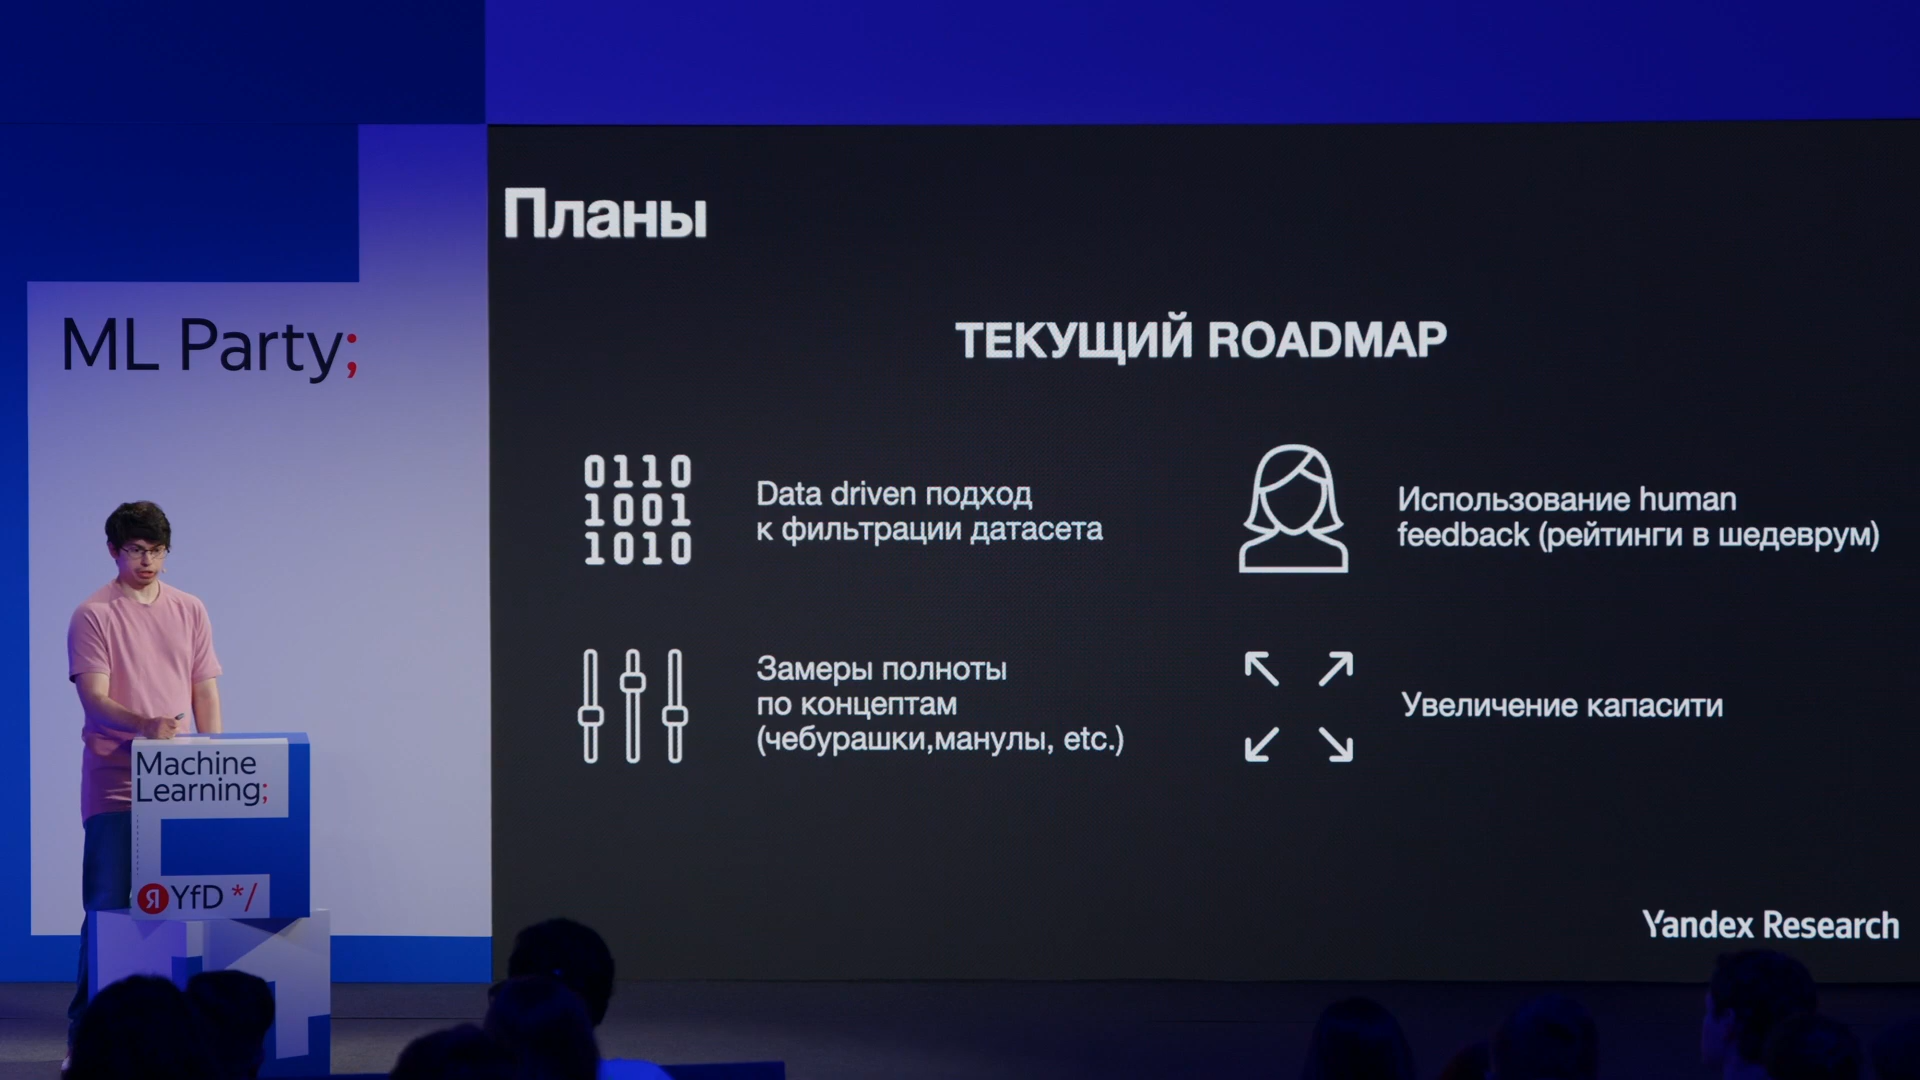 ML Party;
Machine
Learning;
Я YfD */
Планы
ТЕКУЩИЙ ROADMAP
0110
1001
1010
Data driven подход
к фильтрации датасета
Использование human
feedback (рейтинги в шедеврум)
Замеры полноты
по концептам
(чебурашки,манулы, etc.)
Увеличение капасити
Yandex Research